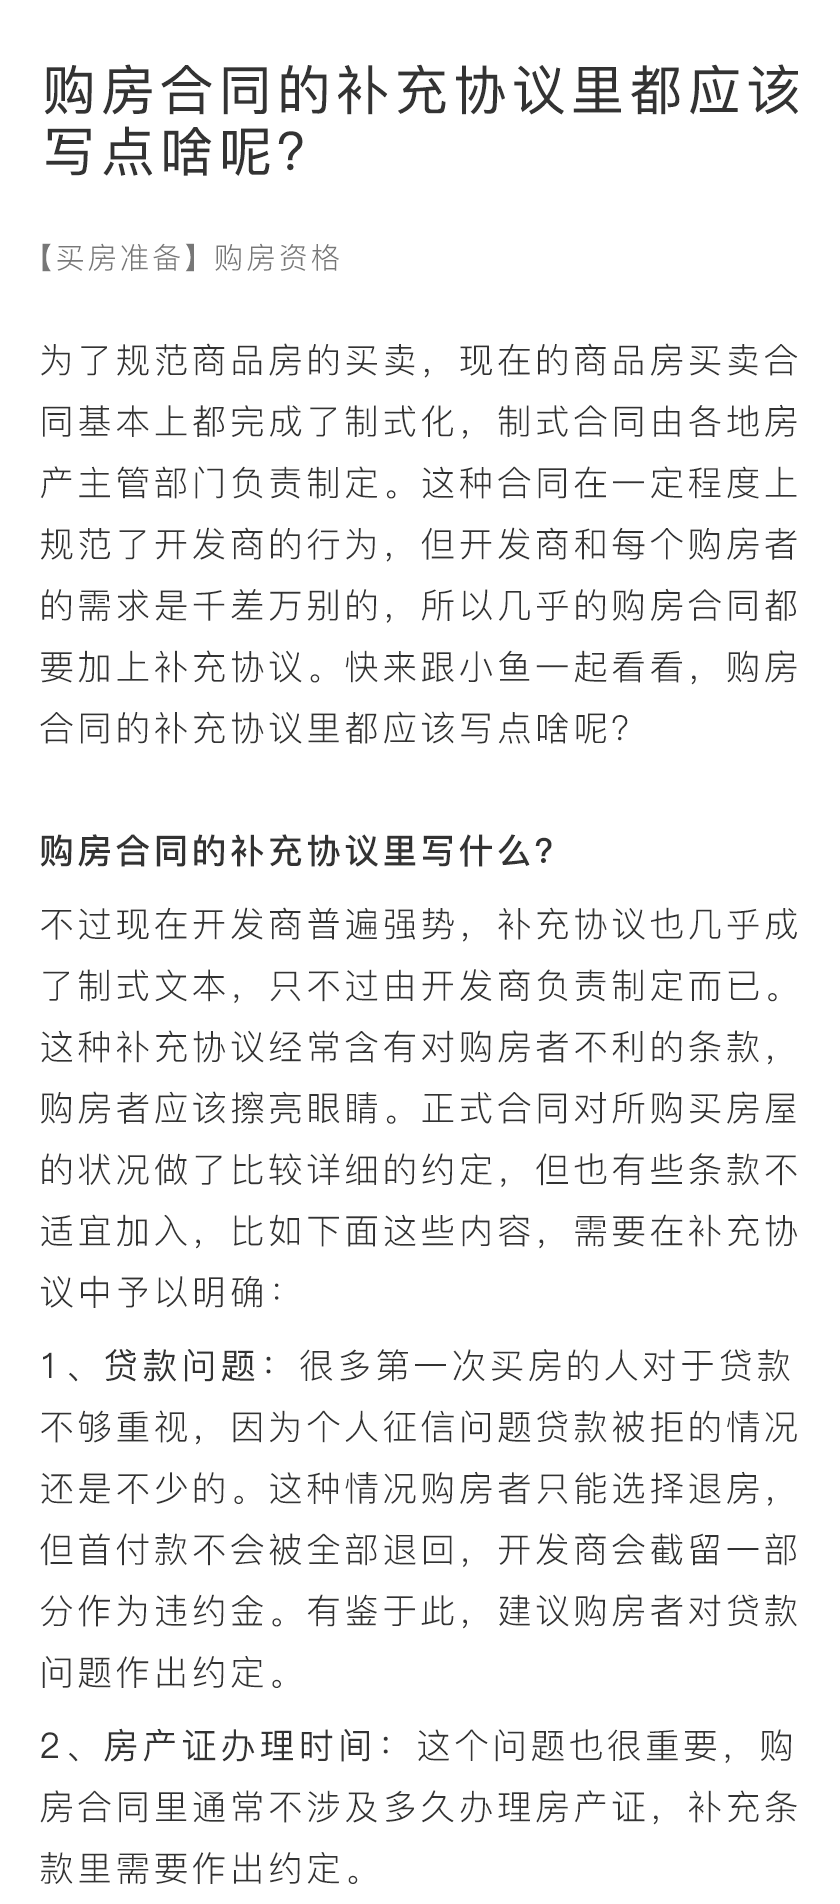 购房合同的补充协议里都应该
写点啥呢？
【买房准备】购房资格
为了规范商品房的买卖，现在的商品房买卖合
同基本上都完成了制式化，制式合同由各地房
产主管部门负责制定。这种合同在一定程度上
规范了开发商的行为，但开发商和每个购房者
的需求是千差万别的，所以几乎的购房合同都
要加上补充协议。快来跟小鱼一起看看，购房
合同的补充协议里都应该写点啥呢？
购房合同的补充协议里写什么？
不过现在开发商普遍强势，补充协议也几乎成
了制式文本，只不过由开发商负责制定而已。
这种补充协议经常含有对购房者不利的条款，
购房者应该擦亮眼睛。正式合同对所购买房屋
的状况做了比较详细的约定，但也有些条款不
适宜加入，比如下面这些内容，需要在补充协
议中予以明确：
1、贷款问题：很多第一次买房的人对于贷款
不够重视，因为个人征信问题贷款被拒的情况
还是不少的。这种情况购房者只能选择退房，
但首付款不会被全部退回，开发商会截留一部
分作为违约金。有鉴于此，建议购房者对贷款
问题作出约定。
2、房产证办理时间：这个问题也很重要，购
房合同里通常不涉及多久办理房产证，补充条
款里需要作出约定。